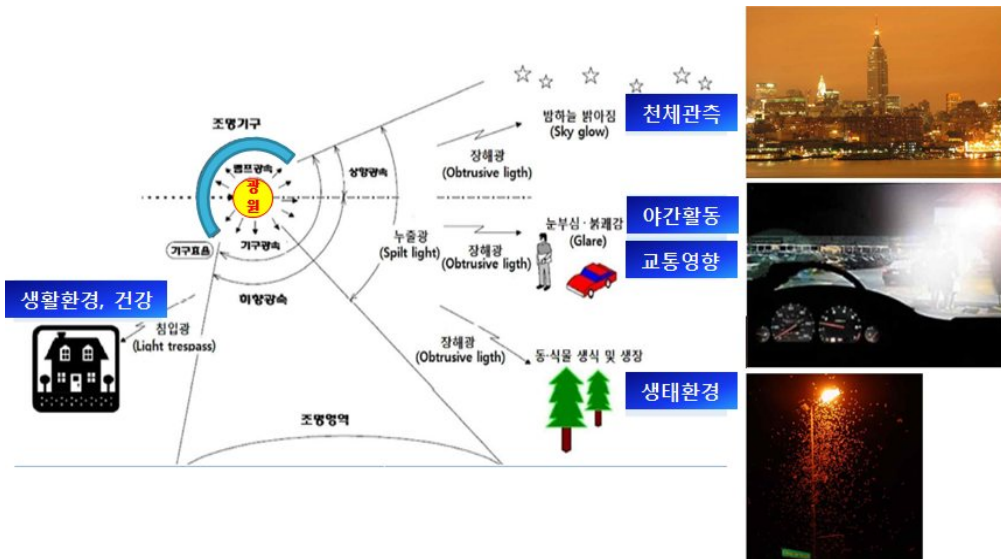 조명기구
램프광속
광
원
기구효율
기구광속
상향광속
하향광속
누출광
(Spilt light)
밤하늘 밝아짐
(Sky glow)
천체관측
장해광
(Obtrusive ligth)
눈부심·불쾌감
(Glare)
야간활동
교통영향
장해광
(Obtrusive ligth)
생활환경, 건강
침입광
(Light trespass)
장해광
(Obtrusive ligth)
동·식물 생식 및 생장
생태환경
조명영역